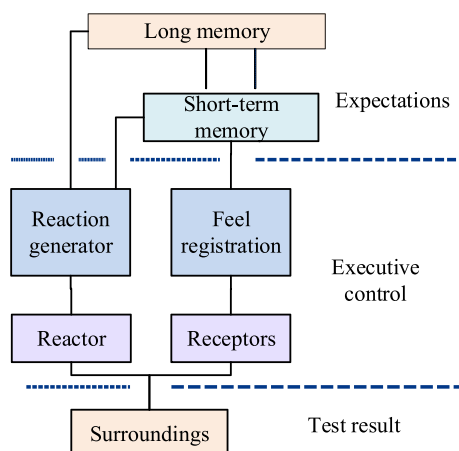 Long memory
Expectations
Short-term
memory
Reaction
generator
Feel
registration
Executive
control
Reactor
Receptors
Test result
Surroundings